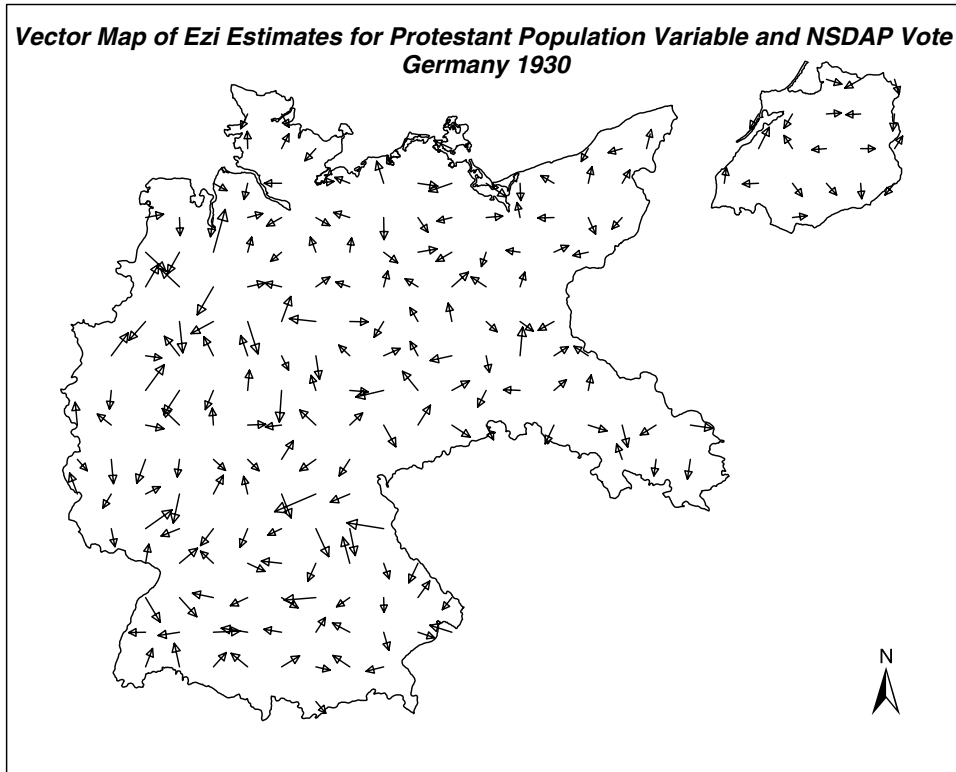 Vector Map of Ezi Estimates for Protestant Population Variable and NSDAP Vote
Germany 1930
N